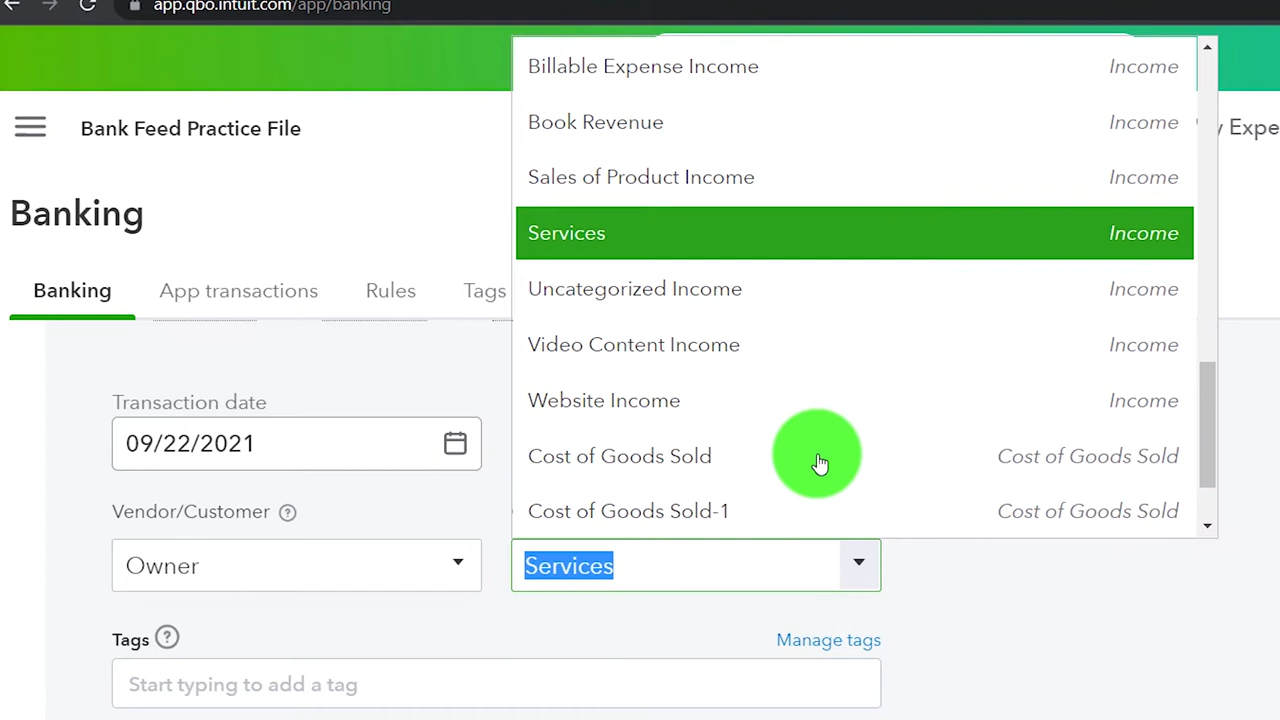 app.qbo.intuit.com/app/banking
Bank Feed Practice File
Banking
Banking App transactions Rules Tags
Billable Expense Income Income
Book Revenue Income
Sales of Product Income Income
Services Income
Uncategorized Income Income
Video Content Income Income
Website Income Income
Cost of Goods Sold Cost of Goods Sold
Cost of Goods Sold-1 Cost of Goods Sold
Transaction date
09/22/2021
Vendor/Customer ?
Owner
Services
Tags ?
Manage tags
Start typing to add a tag